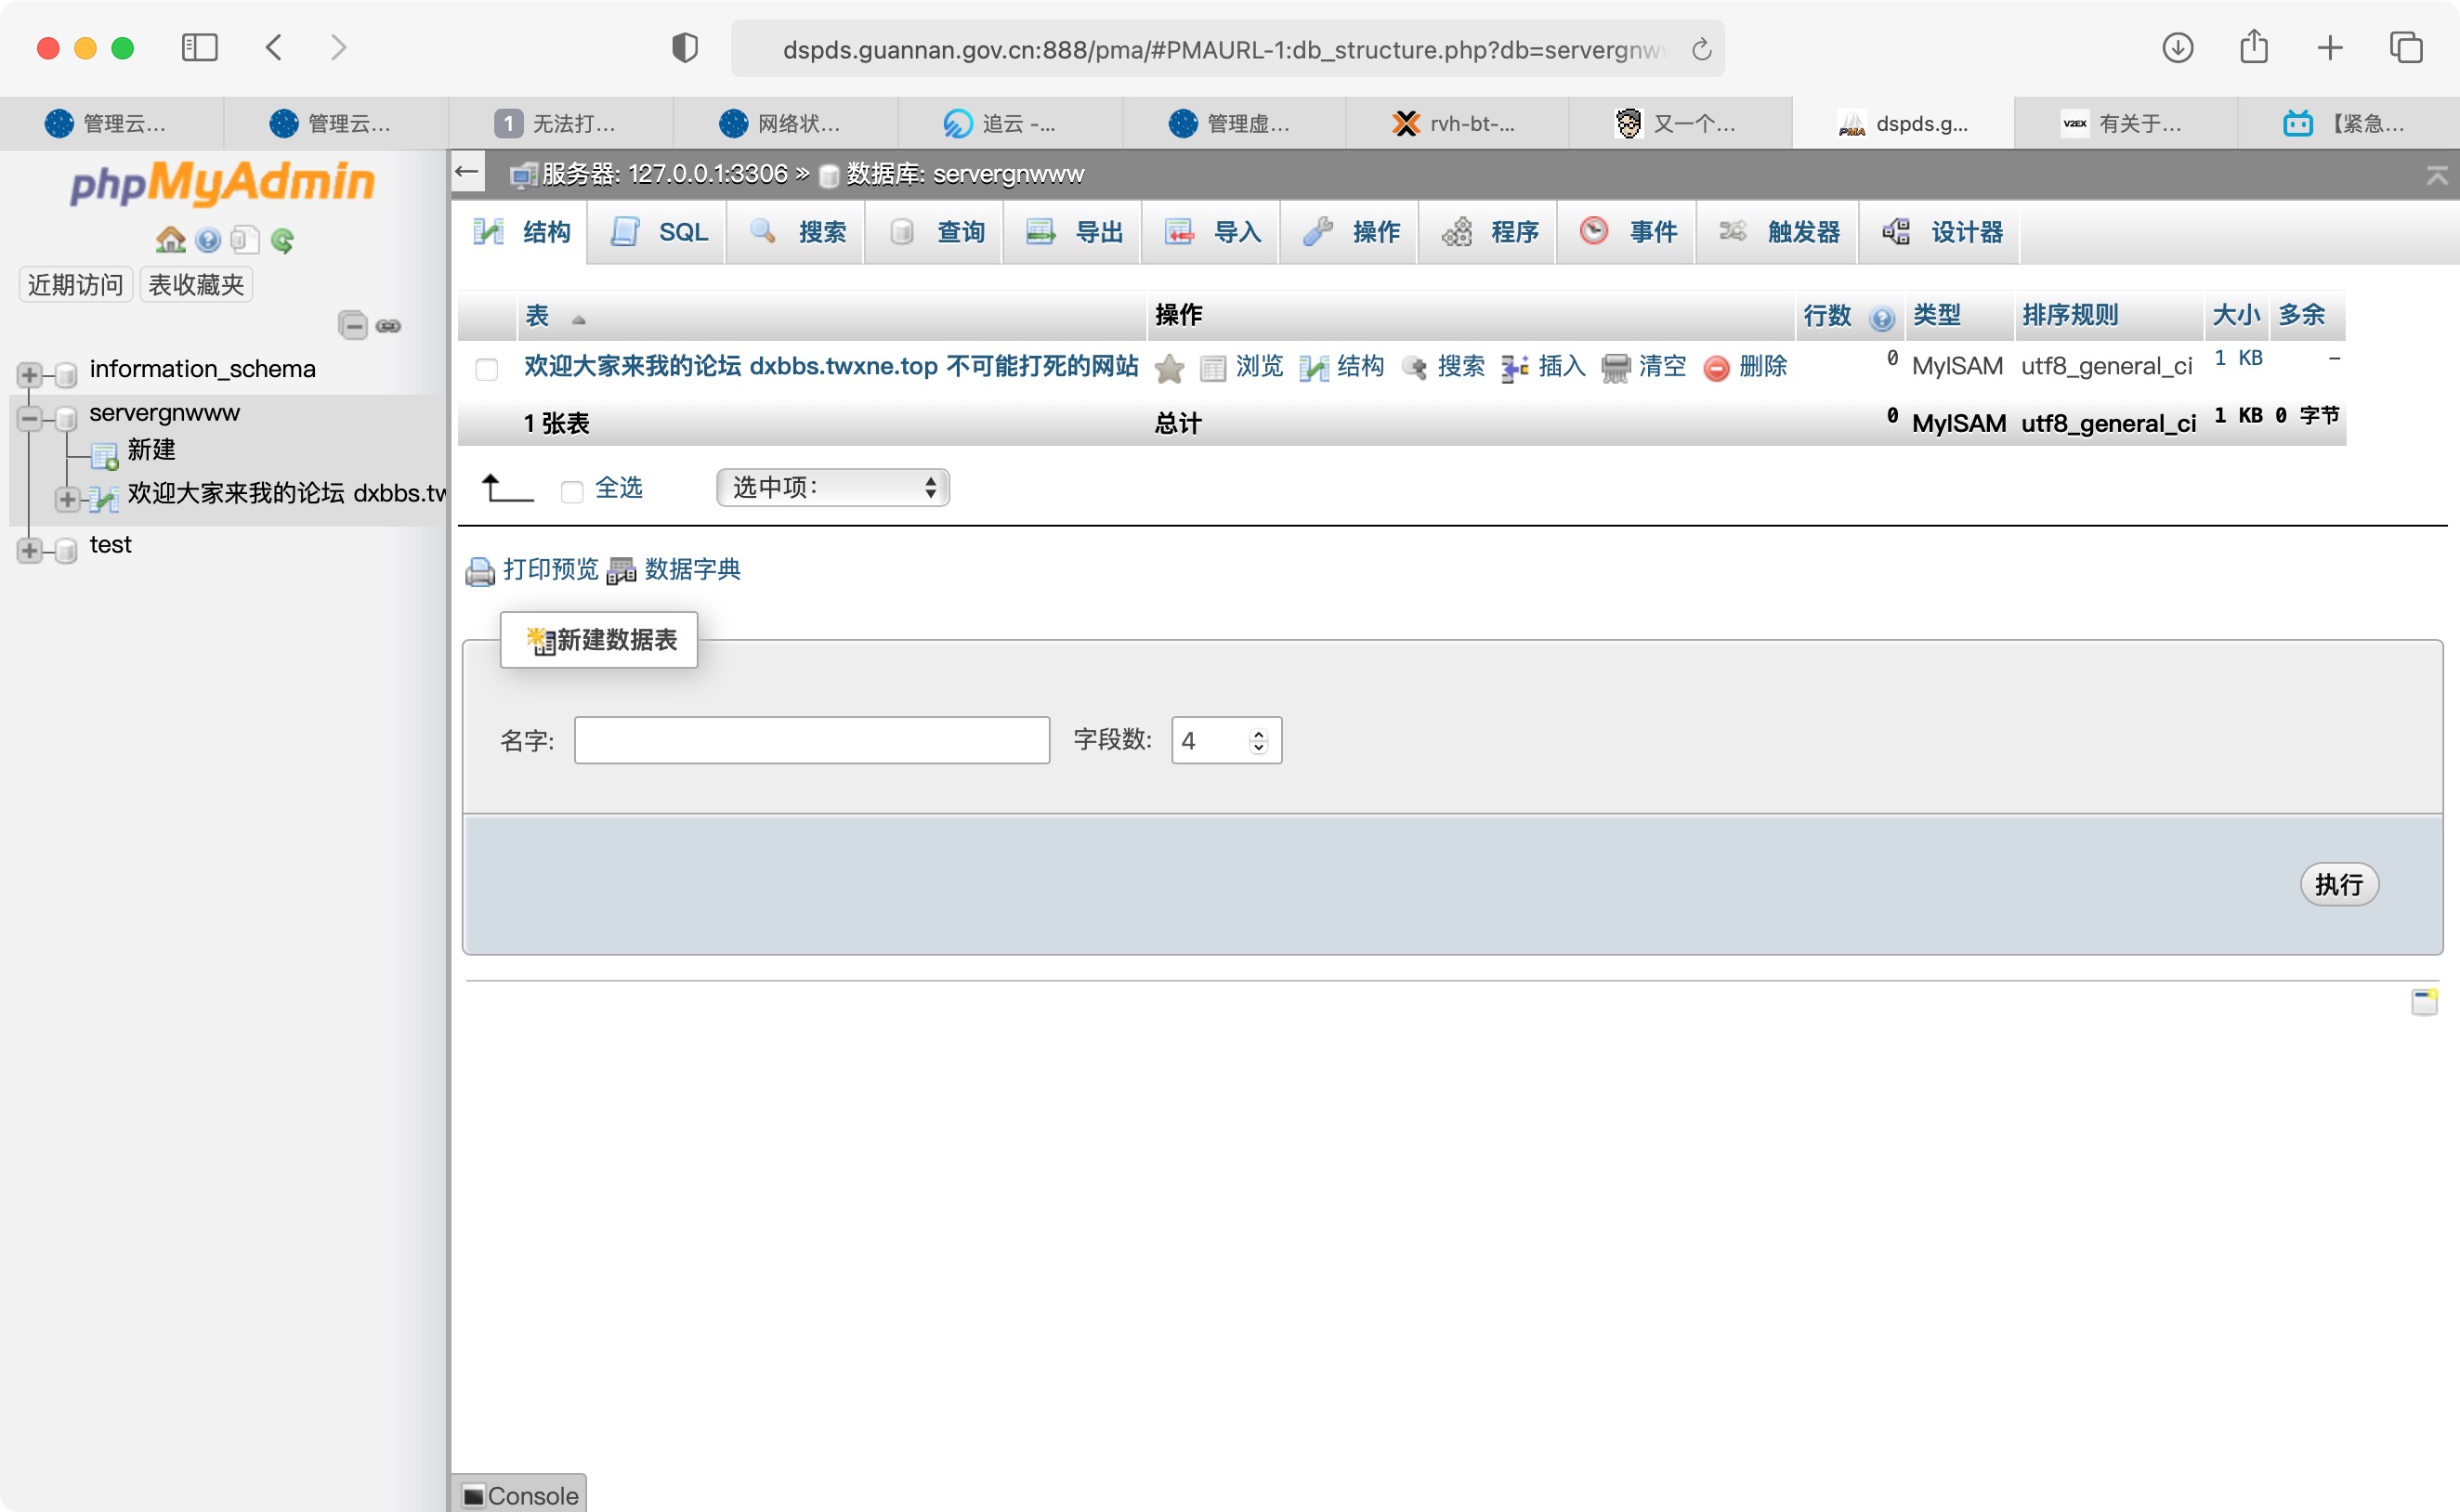 dspds.guannan.gov.cn:888/pma/#PMAURL-1:db_structure.php?db=servergnw
管理云... 管理云... 1 无法打... 网络状... 追云 -... 管理虚... rvh-bt-... 又一个... PMA dspds.g... V2EX 有关于... 【紧急...
phpMyAdmin
近期访问 表收藏夹
information_schema
servergnwww
新建
欢迎大家来我的论坛 dxbbs.tw
test
← 服务器: 127.0.0.1:3306 » 数据库: servergnwww
结构 SQL 搜索 查询 导出 导入 操作 程序 事件 触发器 设计器
表 操作 行数 类型 排序规则 大小 多余
欢迎大家来我的论坛 dxbbs.twxne.top 不可能打死的网站 浏览 结构 搜索 插入 清空 删除 0 MyISAM utf8_general_ci 1 KB –
1 张表 总计 0 MyISAM utf8_general_ci 1 KB 0 字节
全选 选中项:
打印预览 数据字典
新建数据表
名字: 字段数: 4
执行
Console